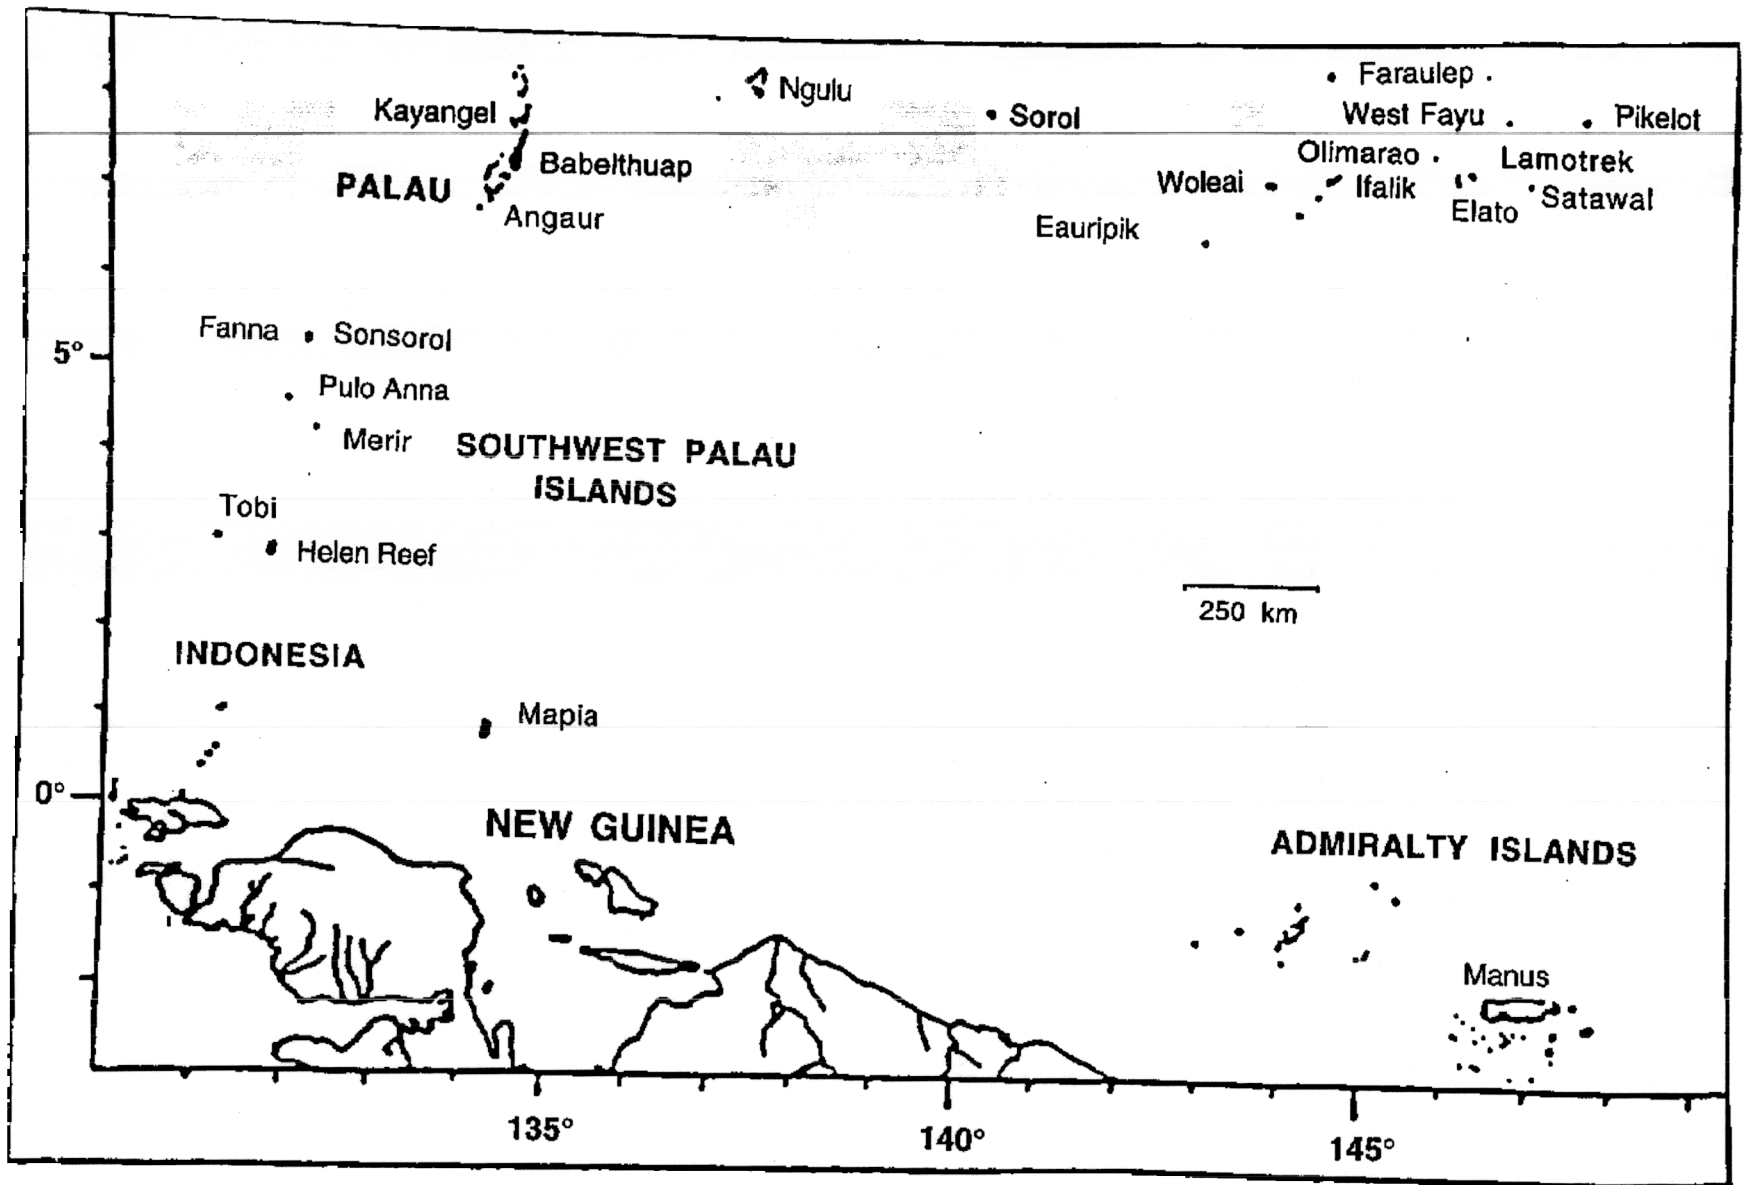 Faraulep
Kayangel
Ngulu
Sorol
West Fayu
Pikelot
Babelthuap
Olimarao
Lamotrek
PALAU
Woleai
Ifalik
Satawal
Angaur
Eauripik
Elato
Fanna
Sonsorol
5°
Pulo Anna
Merir
SOUTHWEST PALAU
ISLANDS
Tobi
Helen Reef
250 km
INDONESIA
Mapia
0°
NEW GUINEA
ADMIRALTY ISLANDS
Manus
135°
140°
145°